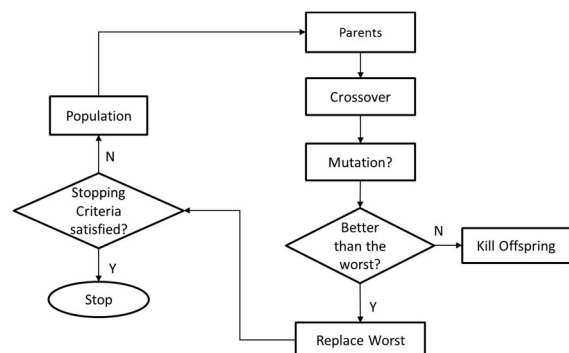 Parents
Population
Crossover
N
Mutation?
Stopping
Criteria
satisfied?
Better
than the
worst?
N
Kill Offspring
Y
Stop
Y
Replace Worst